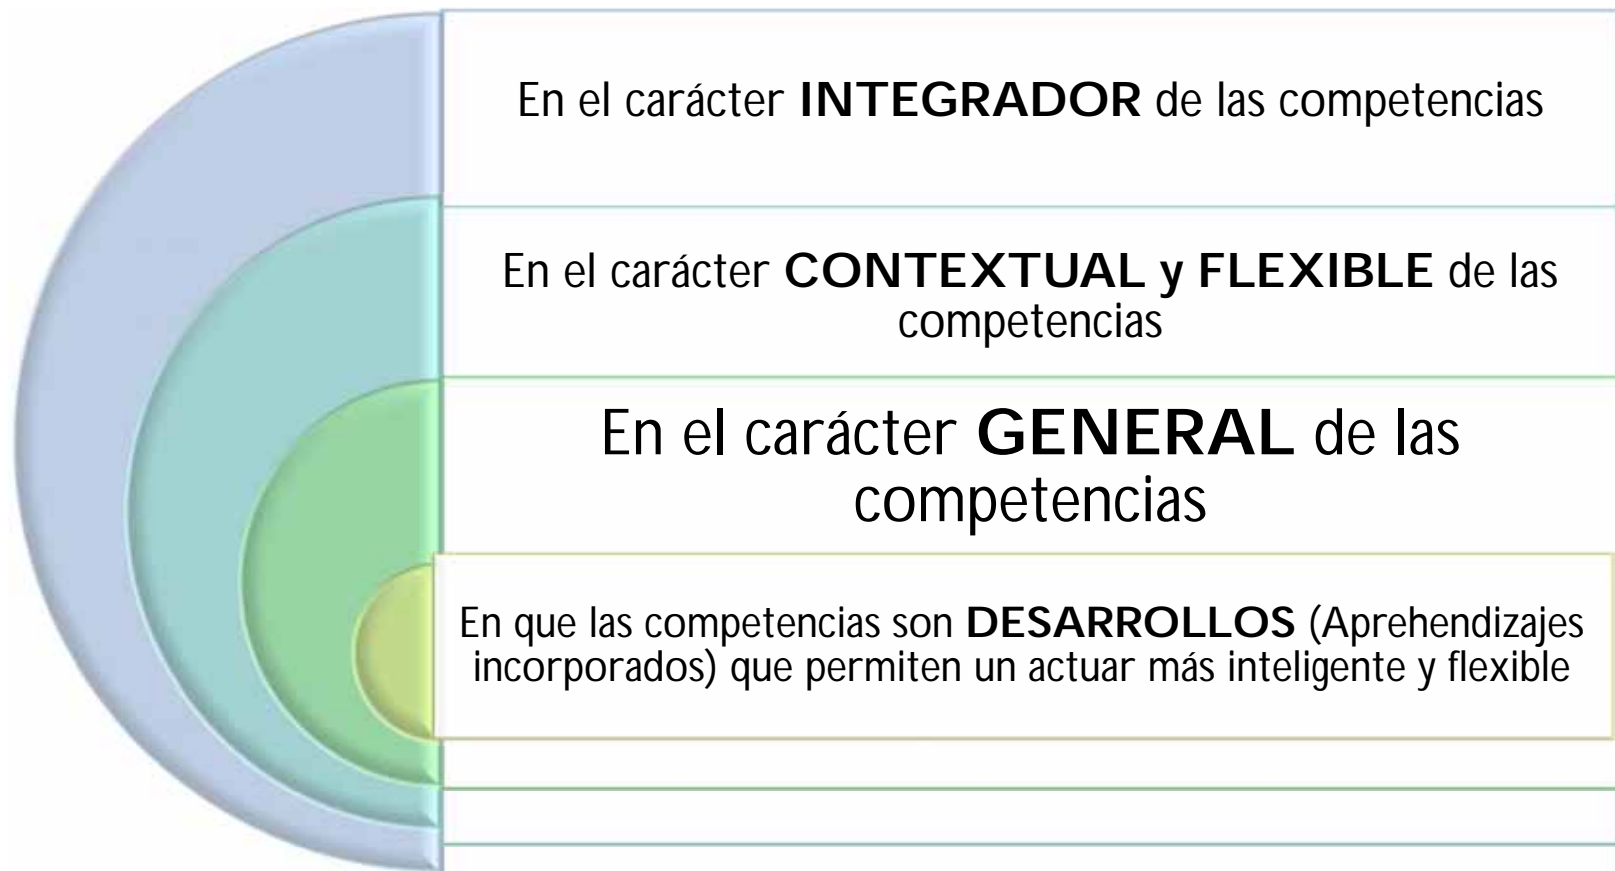 En el carácter INTEGRADOR de las competencias
En el carácter CONTEXTUAL y FLEXIBLE de las
competencias
En el carácter GENERAL de las
competencias
En que las competencias son DESARROLLOS (Aprehendizajes
incorporados) que permiten un actuar más inteligente y flexible